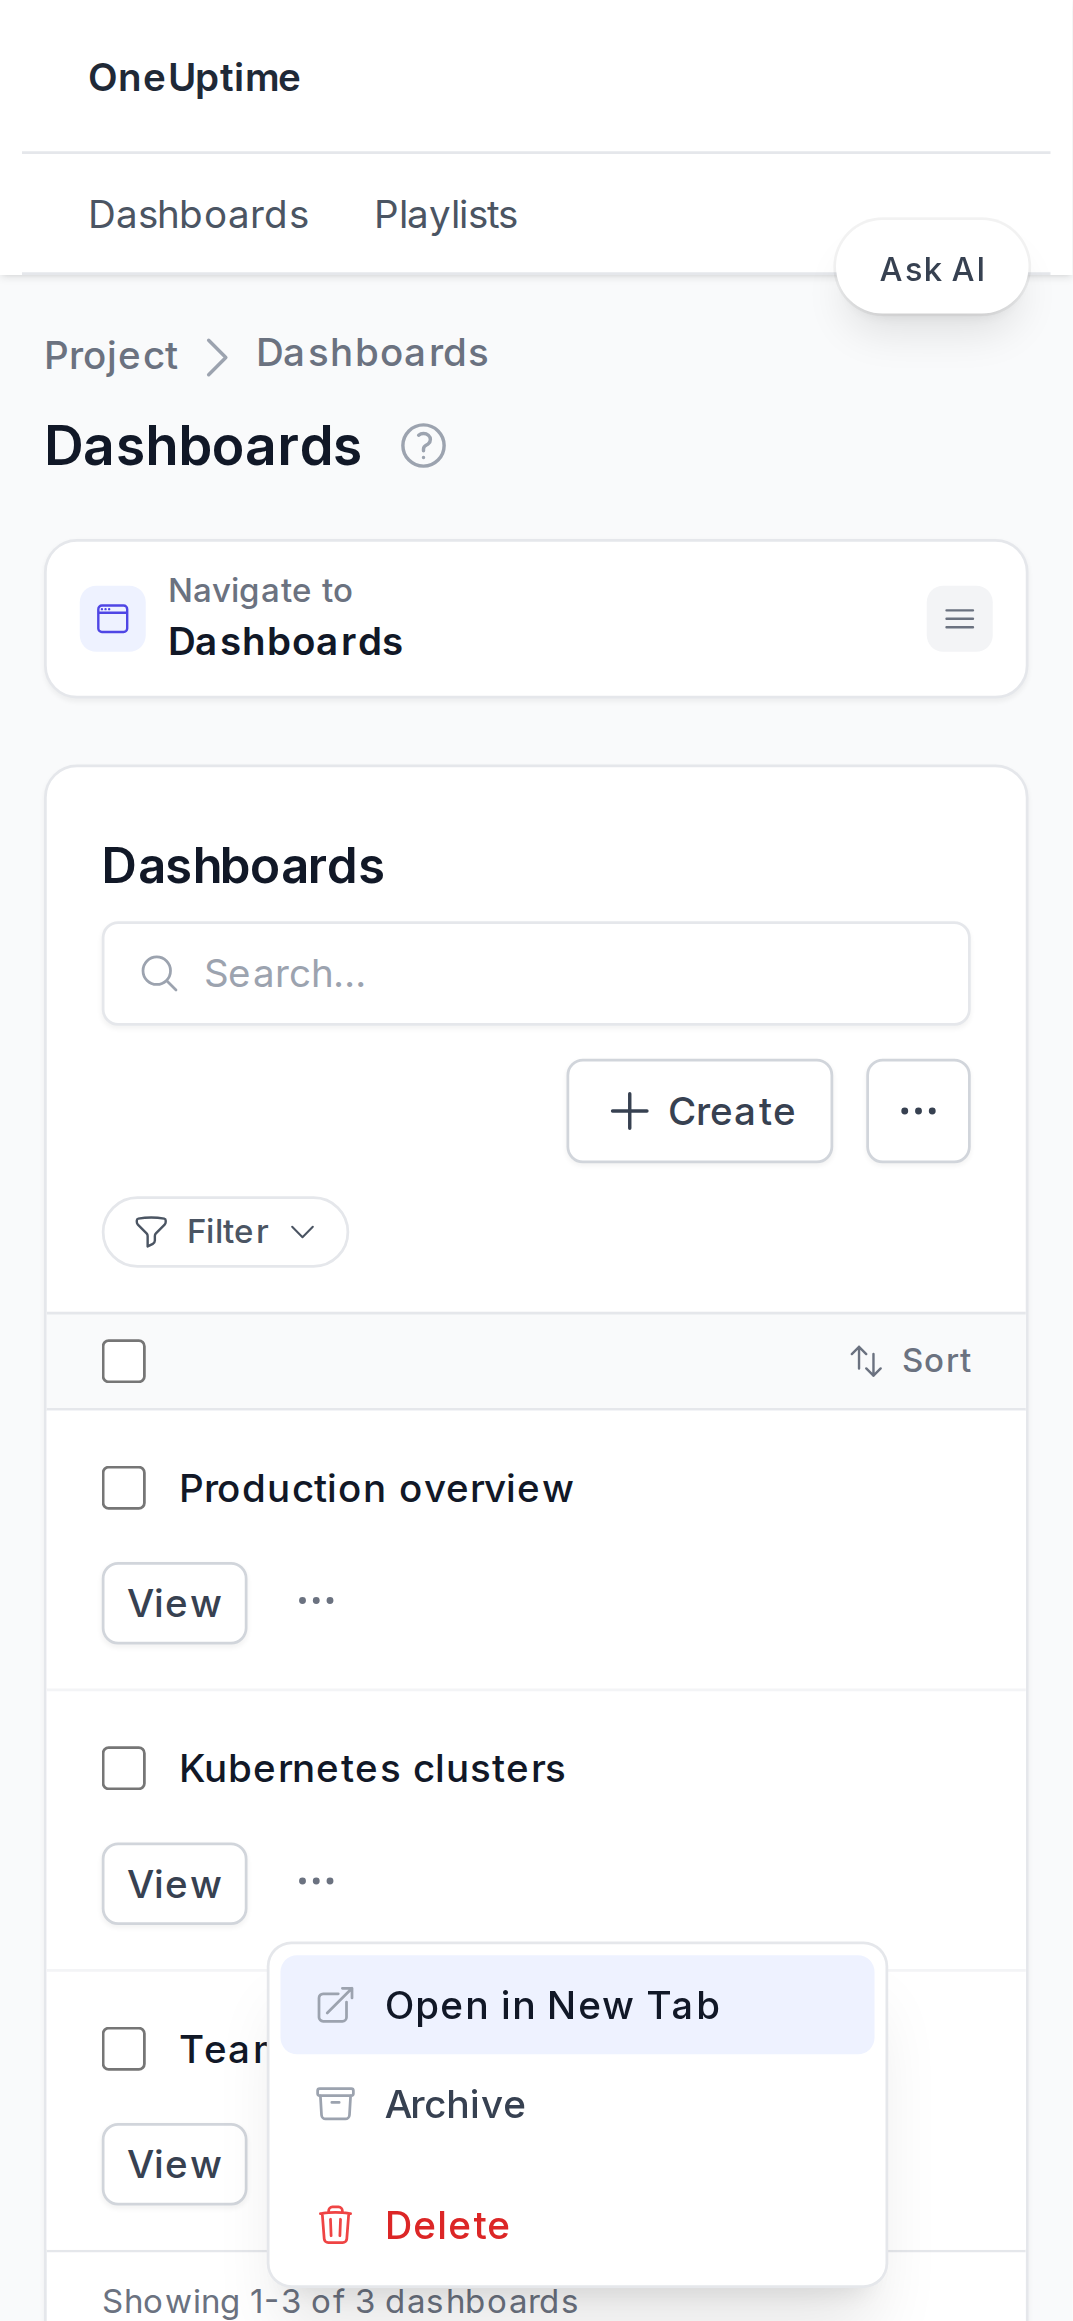 OneUptime
Dashboards Playlists
Ask AI
Project Dashboards
Dashboards
Navigate to
Dashboards
Dashboards
Search...
Create
Filter
Sort
Production overview
View
Kubernetes clusters
View
Open in New Tab
Archive
View
Delete
Showing 1-3 of 3 dashboards